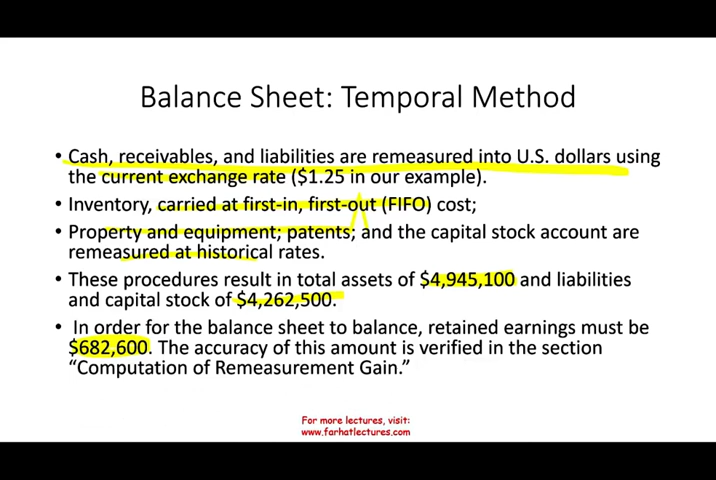 Balance Sheet: Temporal Method
• Cash, receivables, and liabilities are remeasured into U.S. dollars using
the current exchange rate ($1.25 in our example).
• Inventory, carried at first-in, first-out (FIFO) cost;
• Property and equipment; patents; and the capital stock account are
remeasured at historical rates.
• These procedures result in total assets of $4,945,100 and liabilities
and capital stock of $4,262,500.
• In order for the balance sheet to balance, retained earnings must be
$682,600. The accuracy of this amount is verified in the section
“Computation of Remeasurement Gain.”
For more lectures, visit:
www.farhatlectures.com